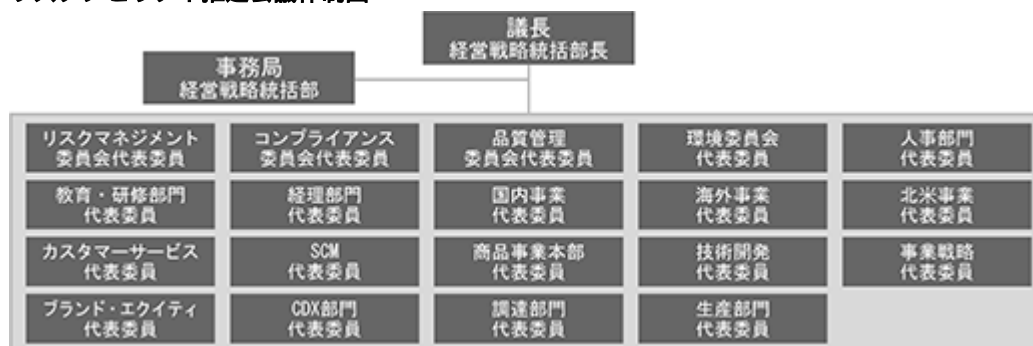 議長
経営戦略統括部長
事務局
経営戦略統括部
リスクマネジメント
委員会代表委員
コンプライアンス
委員会代表委員
品質管理
委員会代表委員
環境委員会
代表委員
人事部門
代表委員
教育・研修部門
代表委員
経理部門
代表委員
国内事業
代表委員
海外事業
代表委員
北米事業
代表委員
カスタマーサービス
代表委員
SCM
代表委員
商品事業本部
代表委員
技術開発
代表委員
事業戦略
代表委員
ブランド・エクイティ
代表委員
CDX部門
代表委員
調達部門
代表委員
生産部門
代表委員